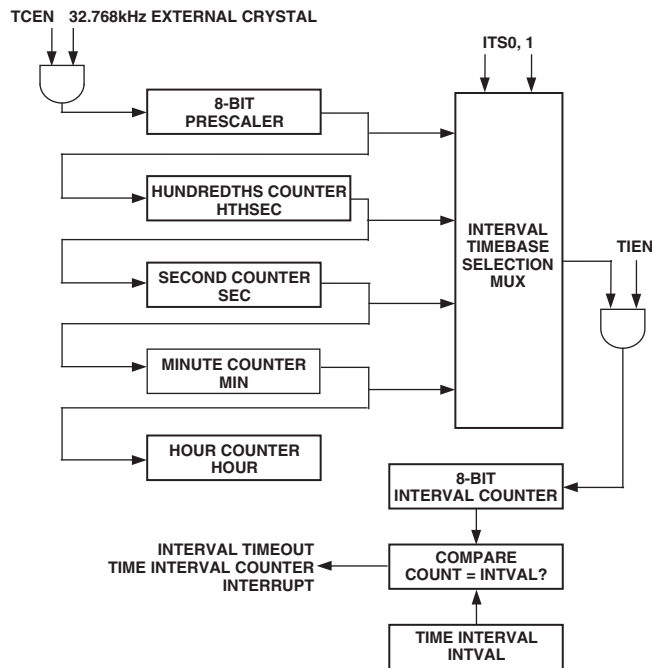 TCEN 32.768kHz EXTERNAL CRYSTAL
ITS0, 1
8-BIT
PRESCALER
HUNDREDTHS COUNTER
HTHSEC
INTERVAL
TIMEBASE
SELECTION
MUX
TIEN
SECOND COUNTER
SEC
MINUTE COUNTER
MIN
HOUR COUNTER
HOUR
8-BIT
INTERVAL COUNTER
INTERVAL TIMEOUT
TIME INTERVAL COUNTER
INTERRUPT
COMPARE
COUNT = INTVAL?
TIME INTERVAL
INTVAL